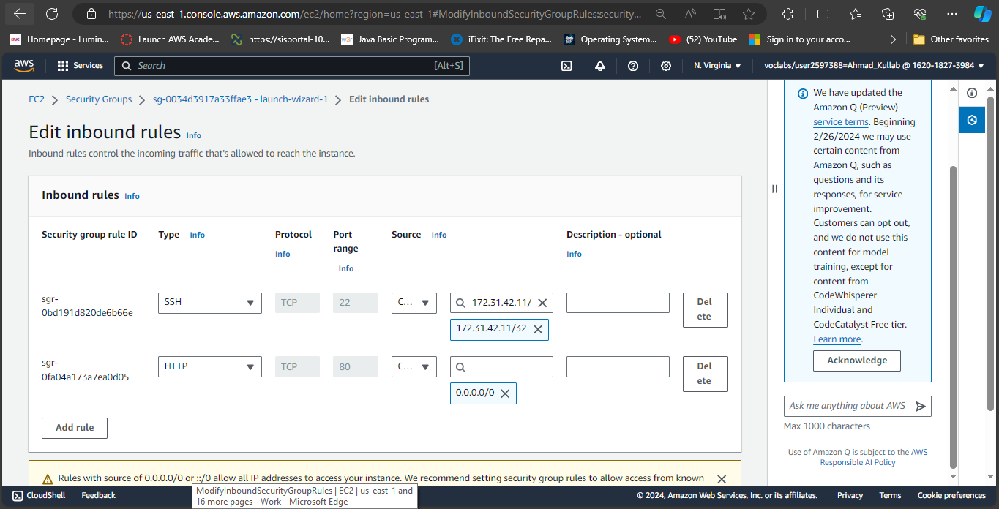 https://us-east-1.console.aws.amazon.com/ec2/home?region=us-east-1#ModifyInboundSecurityGroupRules:security...
Homepage - Lumin...
Launch AWS Acade...
https://sisportal-10...
w3r
Java Basic Program...
iFixit: The Free Repa...
SF
Operating System...
(52) YouTube
Sign in to your acco...
Other favorites
aws
Services
Search
[Alt+S]
N. Virginia
voclabs/user2597388=Ahmad_Kullab @ 1620-1827-3984
EC2
Security Groups
sg-0034d3917a33ffae3 - launch-wizard-1
Edit inbound rules
Edit inbound rules Info
Inbound rules control the incoming traffic that's allowed to reach the instance.
Inbound rules Info
Security group rule ID
Type Info
Protocol
Info
Port
range
Info
Source Info
Description - optional
Info
sgr-
0bd191d820de6b66e
SSH
TCP
22
C...
172.31.42.11/
172.31.42.11/32
Del
ete
sgr-
0fa04a173a7ea0d05
HTTP
TCP
80
C...
0.0.0.0/0
Del
ete
Add rule
Rules with source of 0.0.0.0/0 or ::/0 allow all IP addresses to access your instance. We recommend setting security group rules to allow access from known
We have updated the
Amazon Q (Preview)
service terms. Beginning
2/26/2024 we may use
certain content from
Amazon Q, such as
questions and its
responses, for service
improvement.
Customers can opt out,
and we do not use this
content for model
training, except for
content from
CodeWhisperer
Individual and
CodeCatalyst Free tier.
Learn more.
Acknowledge
Ask me anything about AWS
Max 1000 characters
Use of Amazon Q is subject to the AWS
Responsible AI Policy
CloudShell
Feedback
ModifyInboundSecurityGroupRules | EC2 | us-east-1 and
16 more pages - Work - Microsoft Edge
© 2024, Amazon Web Services, Inc. or its affiliates.
Privacy
Terms
Cookie preferences